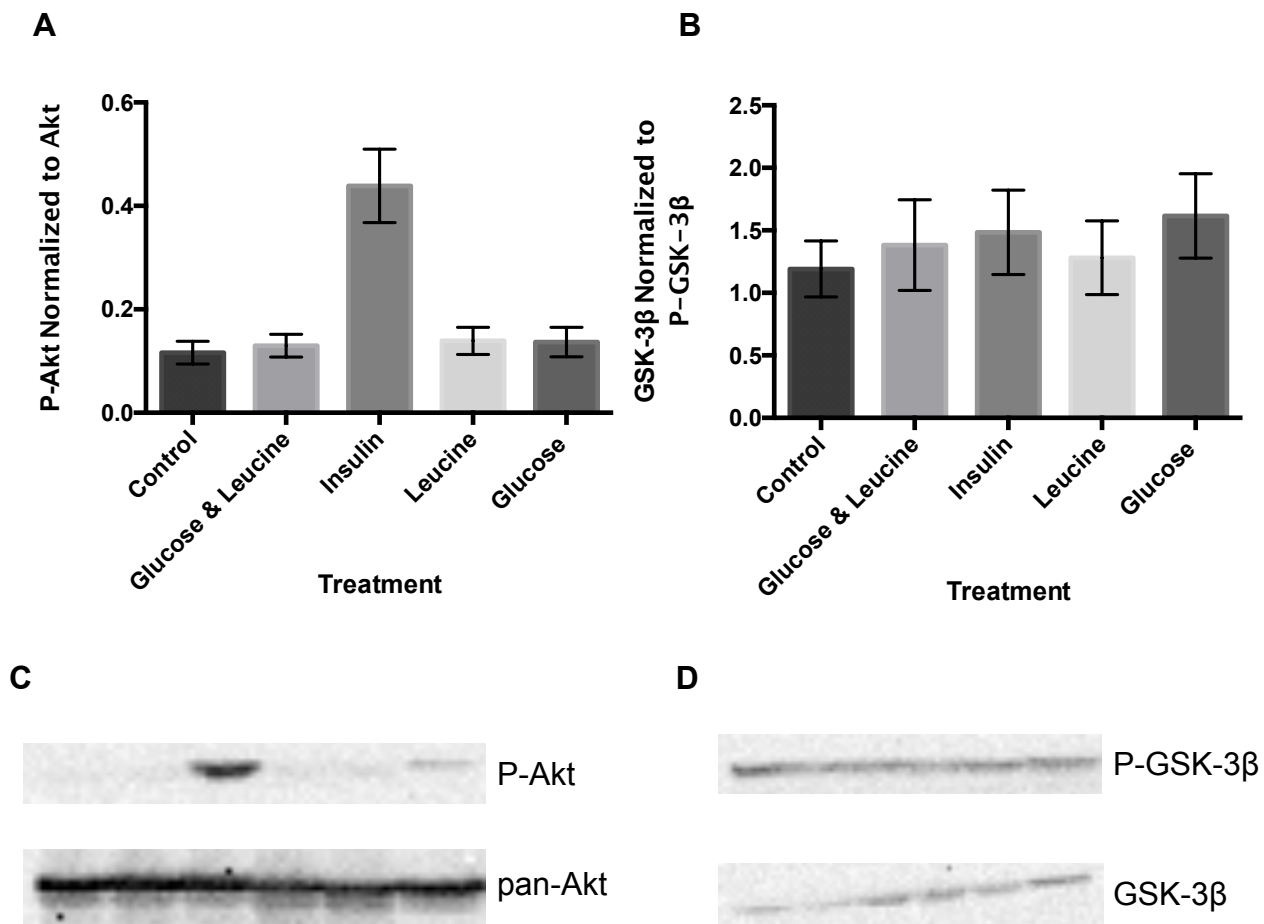 A
P-Akt Normalized to Akt
0.6
0.4
0.2
0.0
Control
Glucose & Leucine
Insulin
Leucine
Glucose
Treatment
B
GSK-3β Normalized to
P-GSK-3β
2.5
2.0
1.5
1.0
0.5
0.0
Control
Glucose & Leucine
Insulin
Leucine
Glucose
Treatment
C
P-Akt
pan-Akt
D
P-GSK-3β
GSK-3β